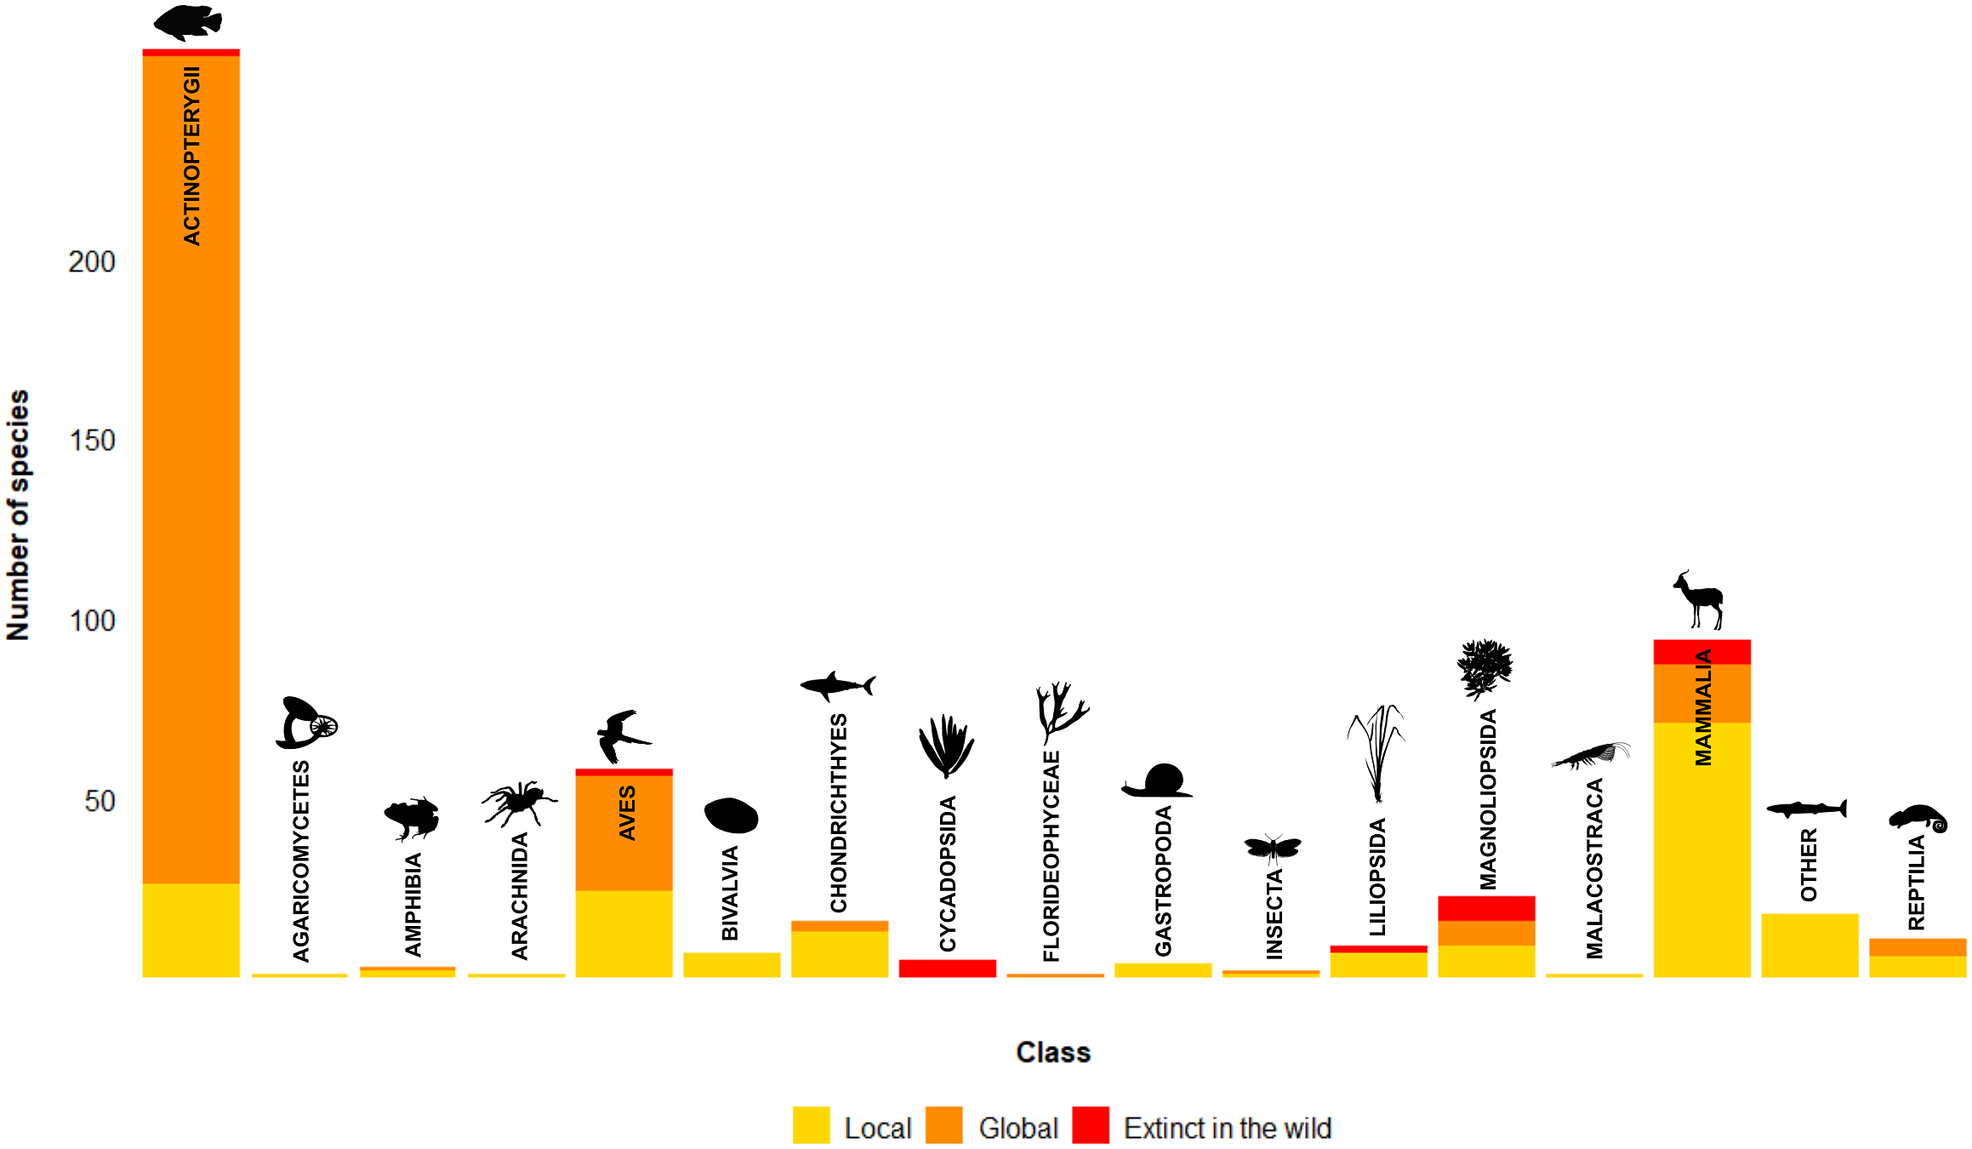 Number of species
200
150
100
50
ACTINOPTERYGII
AGARICOMYCETES
AMPHIBIA
ARACHNIDA
AVES
BIVALVIA
CHONDRICHTHYES
CYCADOPSIDA
FLORIDEOPHYCEAE
GASTROPODA
INSECTA
LILIOPSIDA
MAGNOLIOPSIDA
MALACOSTRACA
MAMMALIA
OTHER
REPTILIA
Class
Local Global Extinct in the wild